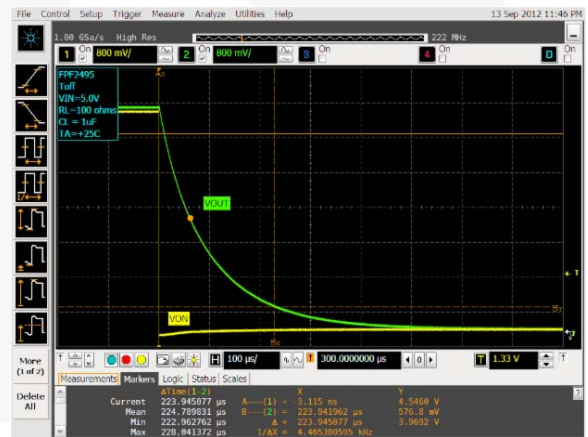 File Control Setup Trigger Measure Analyze Utilities Help 13 Sep 2012 11:46 PM
1.00 GSa/s High Res 222 MHz
1 On 800 mV/ 2 On 800 mV/ 3 On 4 On D On
FPF2495
Toff
VIN=5.0V
RL=100 ohms
CL = 1uF
TA=+25C
Ax
VOUT
T
VON
By
Bx
More
(1 of 2)
Delete
All
H 100 µs/ 300.0000000 µs 0 T 1.33 V
Measurements Markers Logic Status Scales
ΔTime(1-2) X Y
Current 223.945077 µs A---(1) = -3.115 ns 4.5460 V
Mean 224.789831 µs B---(2) = 223.941962 µs 576.8 mV
Min 222.962762 µs Δ = 223.945077 µs -3.9692 V
Max 228.041372 µs 1/ΔX = 4.465380595 kHz